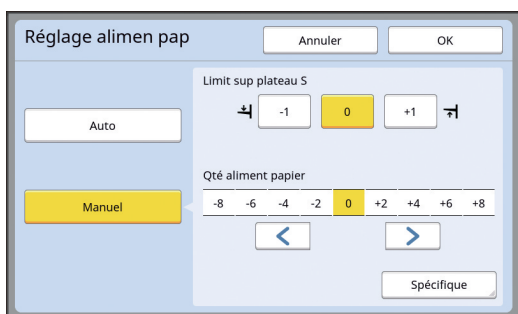 Réglage alimen pap
Annuler
OK
Auto
Manuel
Limit sup plateau S
-1
0
+1
Qté aliment papier
-8 -6 -4 -2 0 +2 +4 +6 +8
Spécifique